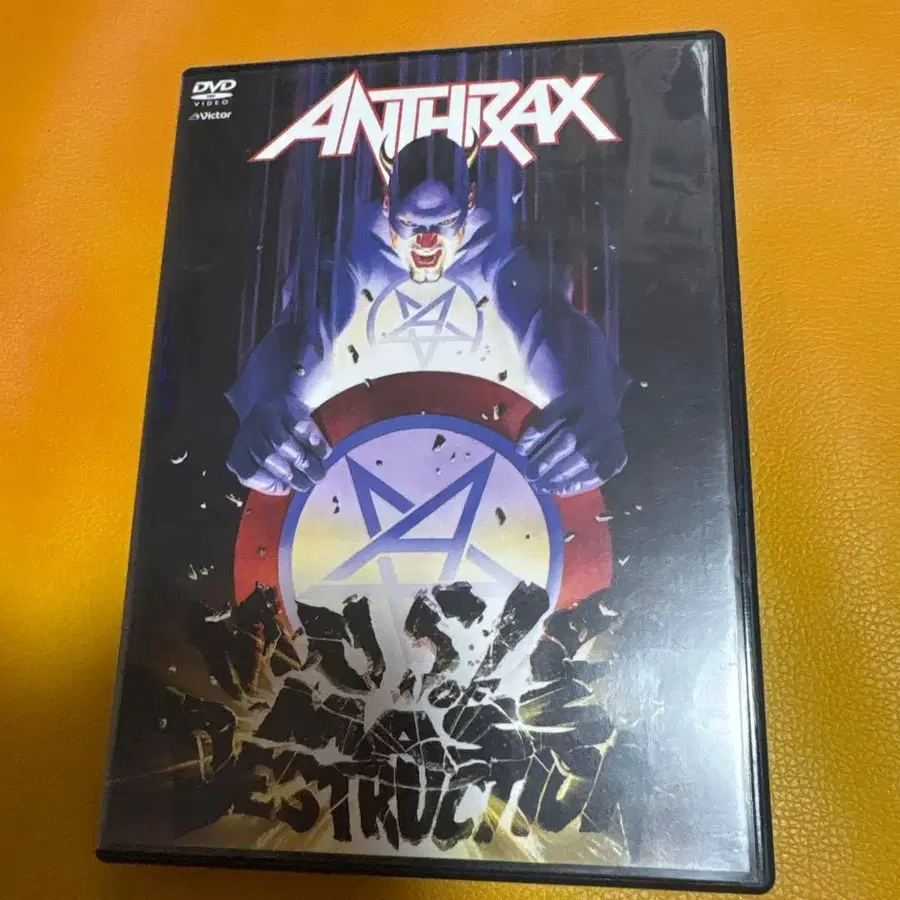 DVD
VIDEO
Victor
ANTHRAX
MUSIC
OF
MASS
DESTRUCTION